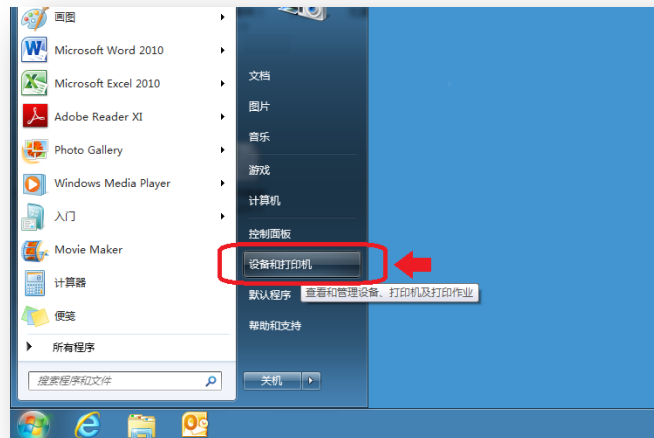 画图
Microsoft Word 2010
Microsoft Excel 2010
Adobe Reader XI
Photo Gallery
Windows Media Player
入门
Movie Maker
计算器
便笺
所有程序
搜索程序和文件
文档
图片
音乐
游戏
计算机
控制面板
设备和打印机
默认程序
查看和管理设备、打印机及打印作业
帮助和支持
关机